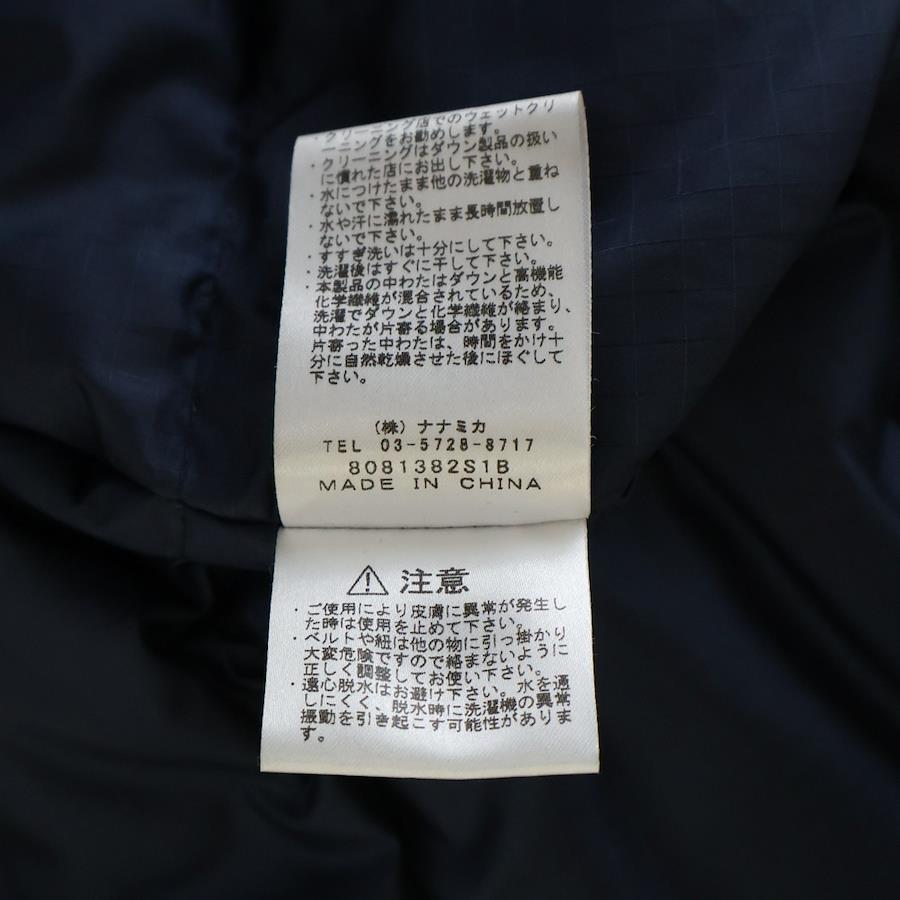 ・クリーニング店でのウェットクリ
ーニングをお勧めします。
・クリーニングはダウン製品の扱い
に慣れた店にお出し下さい。
・水につけたまま他の洗濯物と重ね
ないで下さい。
・水や汗に濡れたまま長時間放置し
ないで下さい。
・すすぎ洗いは十分にして下さい。
・洗濯後はすぐに干して下さい。
・本製品の中わたはダウンと高機能
化学繊維が混合されているため、
洗濯でダウンと化学繊維が絡まり、
中わたが片寄る場合があります。
片寄った中わたは、時間をかけ十
分に自然乾燥させた後にほぐして
下さい。
(株) ナナミカ
TEL 03-5728-8717
8081382S1B
MADE IN CHINA
⚠ 注意
・ご使用により皮膚に異常が発生し
た時は使用を止めて下さい。
・ベルトや紐は他の物に引っ掛かり
大変危険ですので絡まないように
正しく調整してお使い下さい。
・遠心脱水はお避け下さい。水を通
しにくく、脱水時に洗濯機の異常
振動を引き起こす可能性がありま
す。